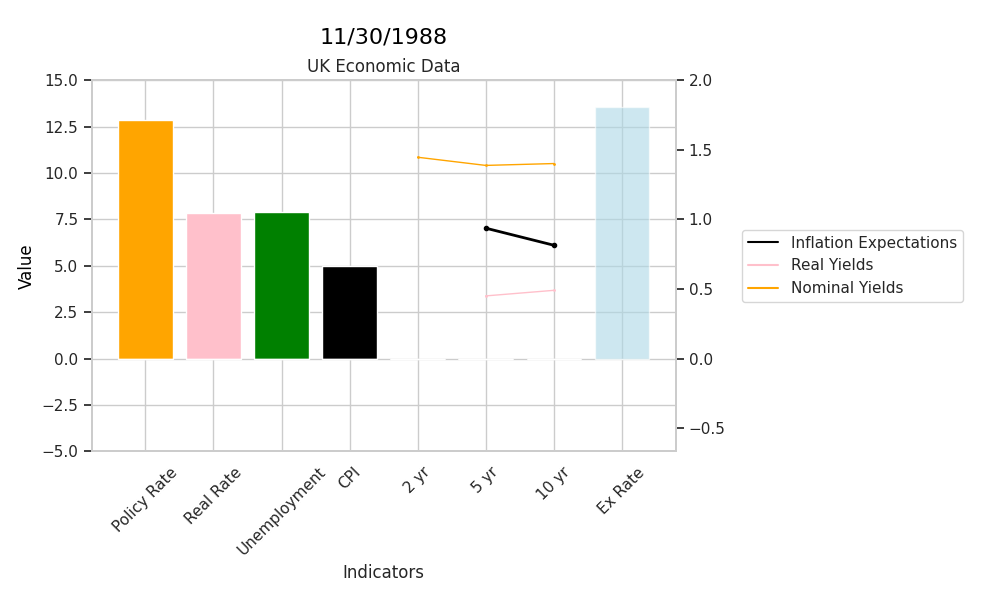 11/30/1988
UK Economic Data
15.0
12.5
10.0
7.5
5.0
2.5
0.0
−2.5
−5.0
Value
2.0
1.5
1.0
0.5
0.0
−0.5
Policy Rate
Real Rate
Unemployment
CPI
2 yr
5 yr
10 yr
Ex Rate
Indicators
Inflation Expectations
Real Yields
Nominal Yields